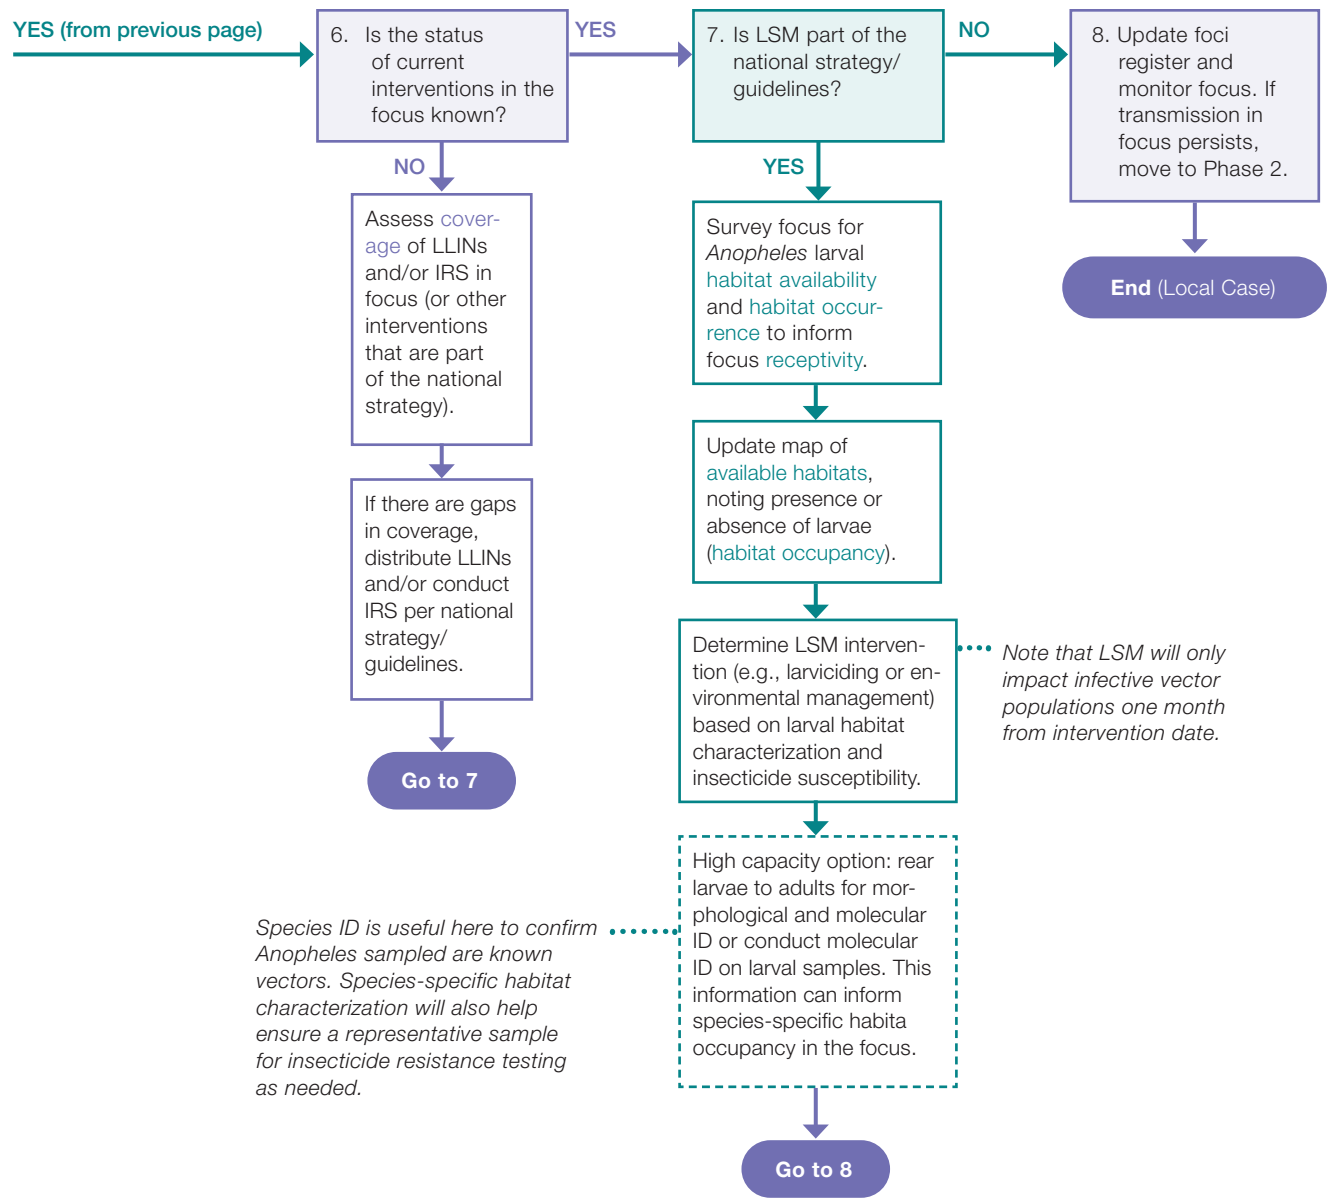 YES (from previous page)
6. Is the status
of current
interventions in the
focus known?
YES
7. Is LSM part of the
national strategy/
guidelines?
NO
8. Update foci
register and
monitor focus. If
transmission in
focus persists,
move to Phase 2.
End (Local Case)
NO
Assess cover-
age of LLINs
and/or IRS in
focus (or other
interventions
that are part
of the national
strategy).
If there are gaps
in coverage,
distribute LLINs
and/or conduct
IRS per national
strategy/
guidelines.
Go to 7
YES
Survey focus for
Anopheles larval
habitat availability
and habitat occur-
rence to inform
focus receptivity.
Update map of
available habitats,
noting presence or
absence of larvae
(habitat occupancy).
Determine LSM interven-
tion (e.g., larviciding or en-
vironmental management)
based on larval habitat
characterization and
insecticide susceptibility.
Note that LSM will only
impact infective vector
populations one month
from intervention date.
High capacity option: rear
larvae to adults for mor-
phological and molecular
ID or conduct molecular
ID on larval samples. This
information can inform
species-specific habita
occupancy in the focus.
Species ID is useful here to confirm
Anopheles sampled are known
vectors. Species-specific habitat
characterization will also help
ensure a representative sample
for insecticide resistance testing
as needed.
Go to 8